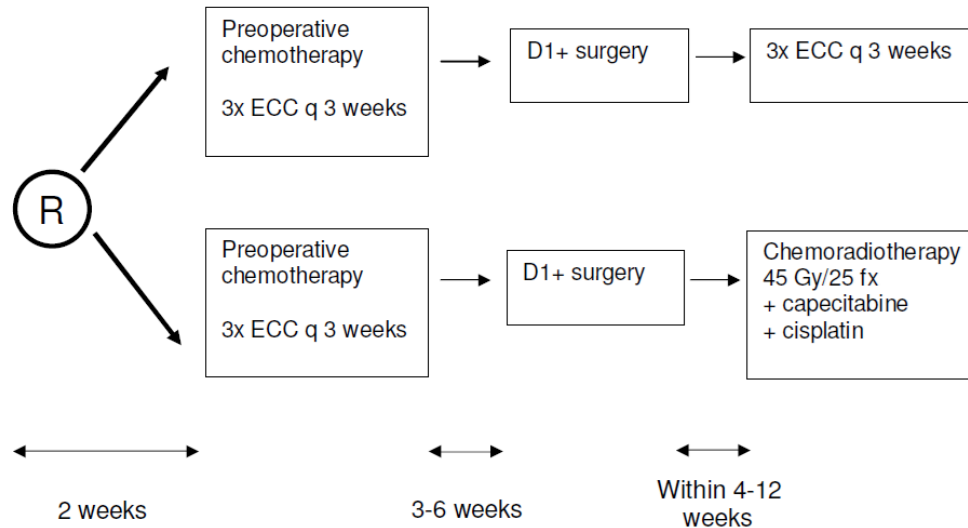 Preoperative
chemotherapy
3x ECC q 3 weeks
D1+ surgery
3x ECC q 3 weeks
R
Preoperative
chemotherapy
3x ECC q 3 weeks
D1+ surgery
Chemoradiotherapy
45 Gy/25 fx
+ capecitabine
+ cisplatin
2 weeks
3-6 weeks
Within 4-12
weeks